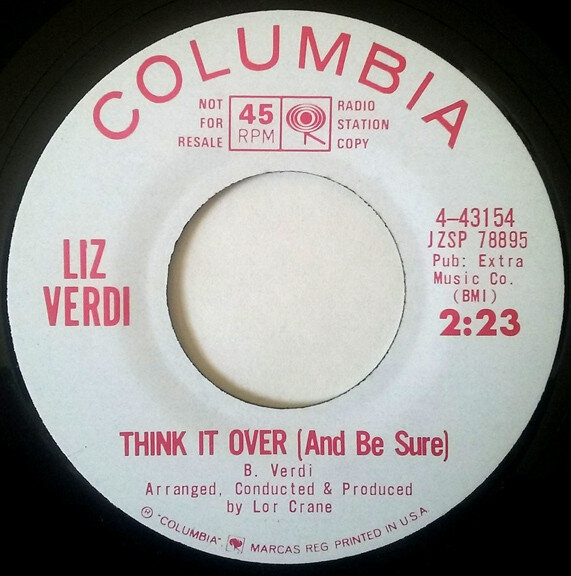 COLUMBIA
NOT
FOR
RESALE
45
RPM
RADIO
STATION
COPY
4–43154
JZSP 78895
Pub: Extra
Music Co.
(BMI)
2:23
LIZ
VERDI
THINK IT OVER (And Be Sure)
B. Verdi
Arranged, Conducted & Produced
by Lor Crane
"COLUMBIA", MARCAS REG PRINTED IN U.S.A.